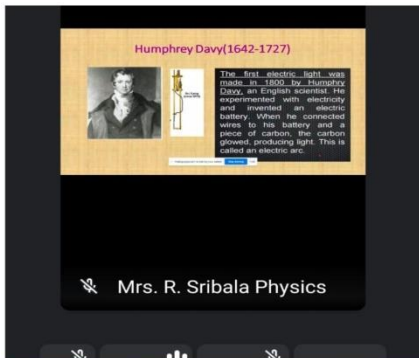 Humphrey Davy(1642-1727)
The first electric light was
made in 1800 by Humphry
Davy, an English scientist. He
experimented with electricity
and invented an electric
battery. When he connected
wires to his battery and a
piece of carbon, the carbon
glowed, producing light. This is
called an electric arc.
Mrs. R. Sribala Physics